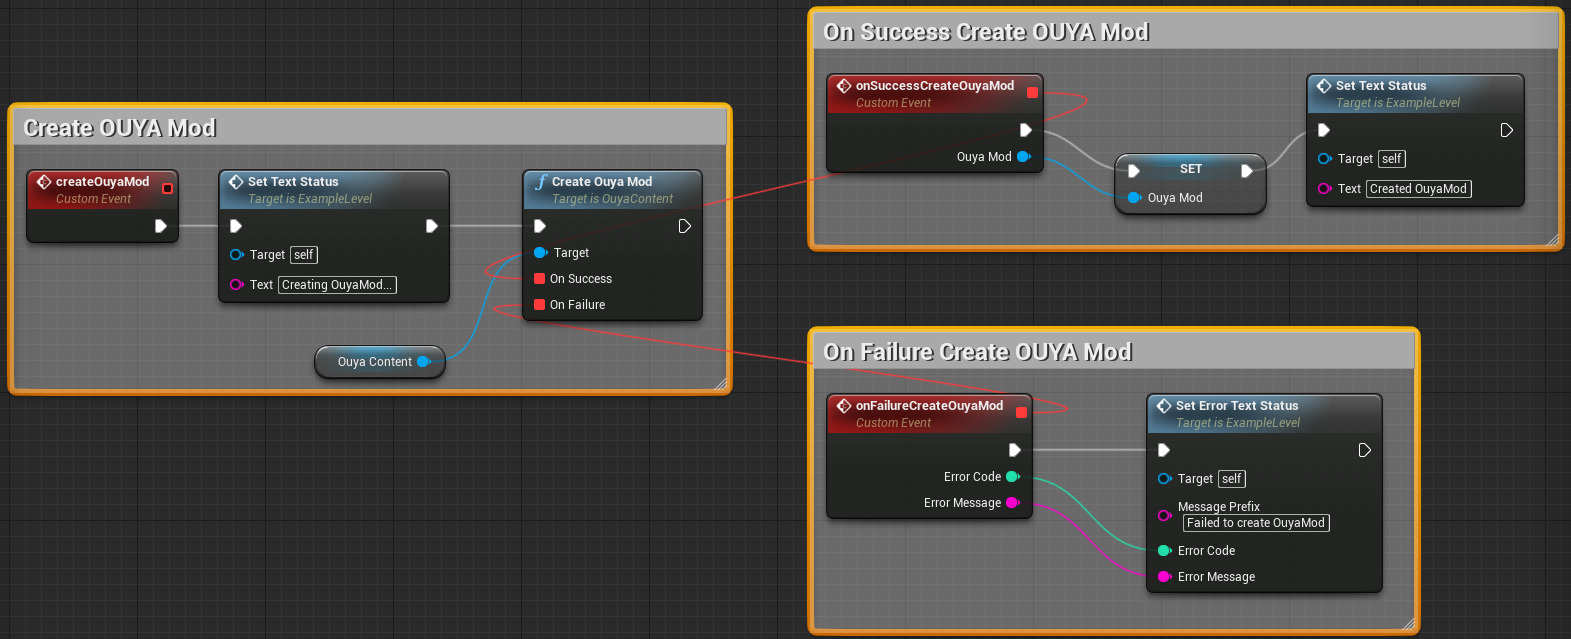 Create OUYA Mod
createOuyaMod
Custom Event
Set Text Status
Target is ExampleLevel
Target self
Text Creating OuyaMod...
Ouya Content
f Create Ouya Mod
Target is OuyaContent
Target
On Success
On Failure
On Success Create OUYA Mod
onSuccessCreateOuyaMod
Custom Event
Ouya Mod
SET
Ouya Mod
Set Text Status
Target is ExampleLevel
Target self
Text Created OuyaMod
On Failure Create OUYA Mod
onFailureCreateOuyaMod
Custom Event
Error Code
Error Message
Set Error Text Status
Target is ExampleLevel
Target self
Message Prefix
Failed to create OuyaMod
Error Code
Error Message